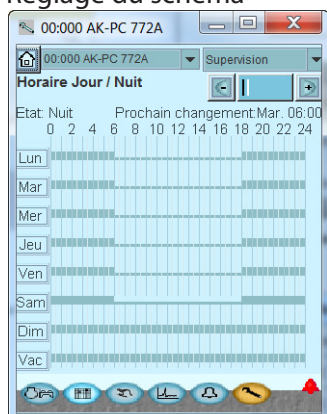 Réglage du schéma
00:000 AK-PC 772A
00:000 AK-PC 772A Supervision
Horaire Jour / Nuit
Etat: Nuit Prochain changement:Mar. 06:00
0 2 4 6 8 10 12 14 16 18 20 22 24
Lun
Mar
Mer
Jeu
Ven
Sam
Dim
Vac